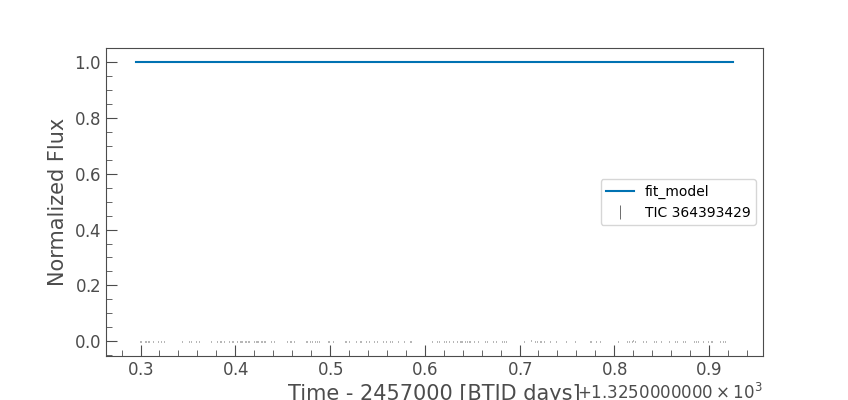 1.0
0.8
0.6
0.4
0.2
0.0
Normalized Flux
fit_model
TIC 364393429
0.3 0.4 0.5 0.6 0.7 0.8 0.9
Time - 2457000 [BTJD days]
+1.3250000000 × 10³